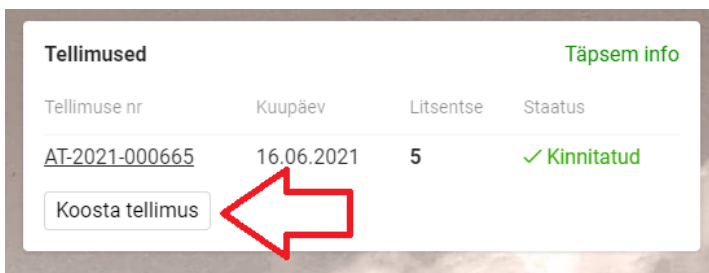 Tellimused Täpsem info
Tellimuse nr Kuupäev Litsentse Staatus
AT-2021-000665 16.06.2021 5 Kinnitatud
Koosta tellimus